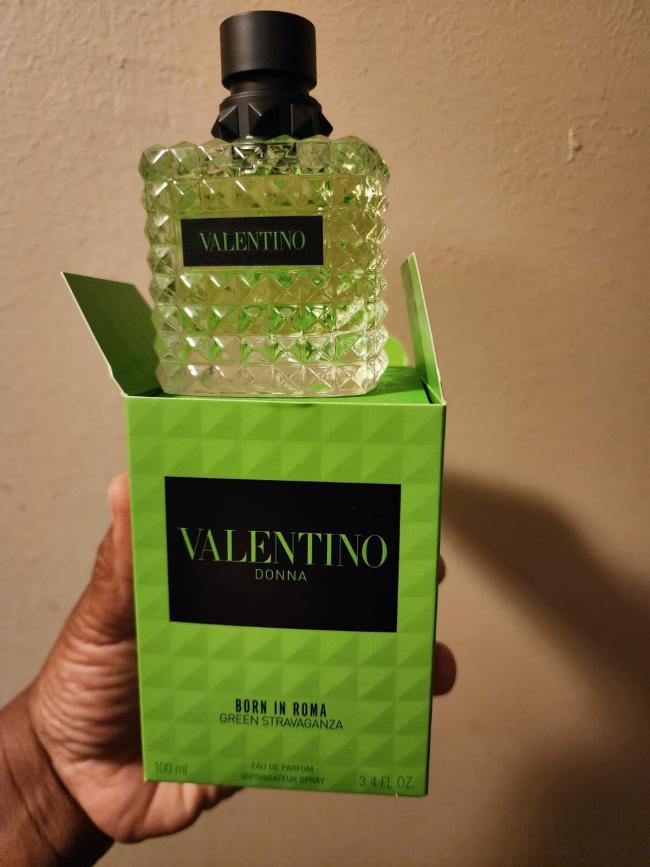 VALENTINO
VALENTINO
DONNA
BORN IN ROMA
GREEN STRAVAGANZA
100 ml
EAU DE PARFUM
VAPORISATEUR SPRAY
3.4 FL.OZ.